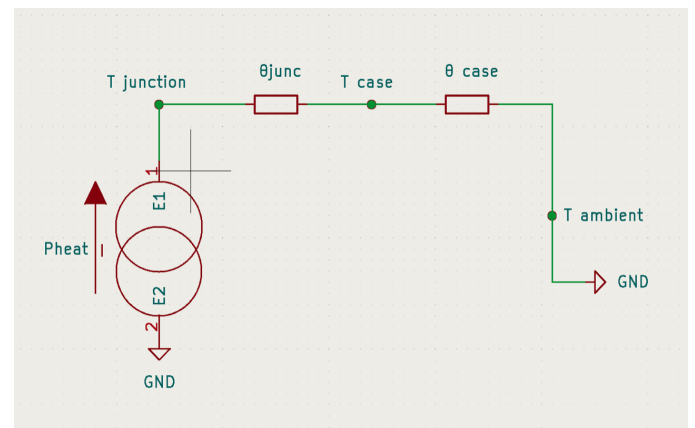 T junction
θjunc
T case
θ case
1
E1
Pheat
I
E2
2
GND
T ambient
GND